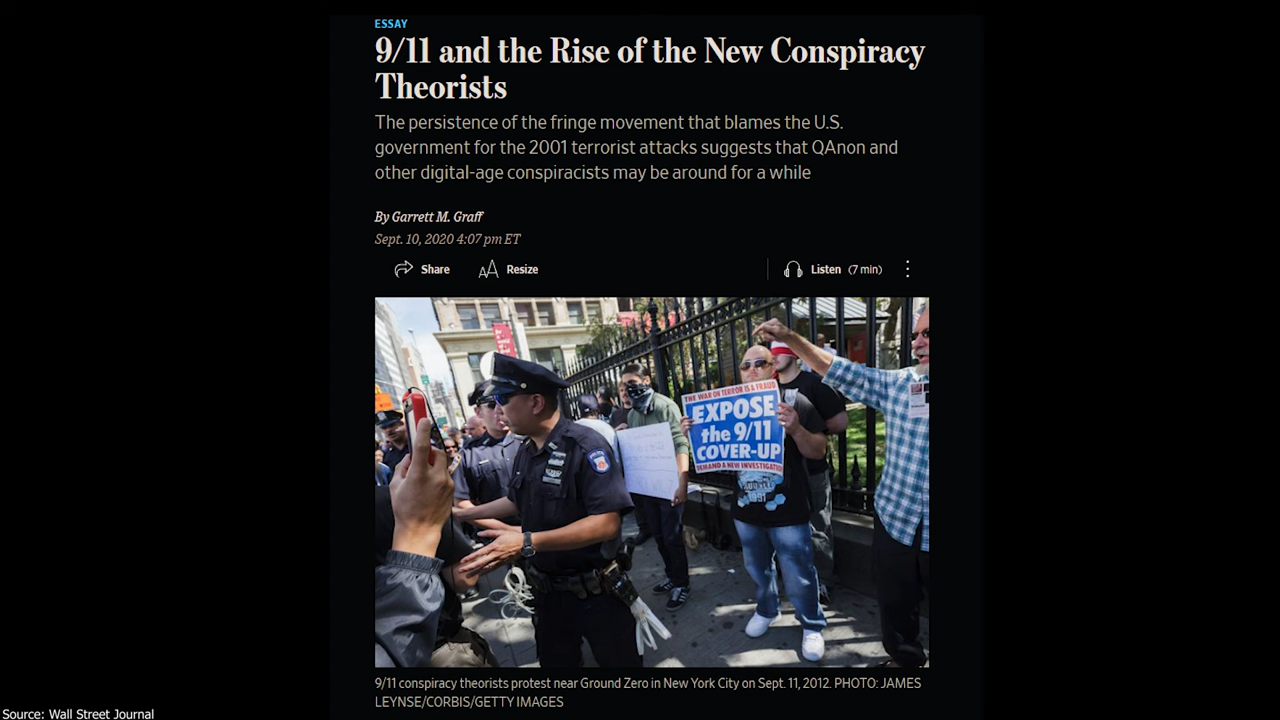 ESSAY
9/11 and the Rise of the New Conspiracy
Theorists
The persistence of the fringe movement that blames the U.S.
government for the 2001 terrorist attacks suggests that QAnon and
other digital-age conspiracists may be around for a while
By Garrett M. Graff
Sept. 10, 2020 4:07 pm ET
Share
AA Resize
Listen (7 min)
THE WAR ON TERROR IS A FRAUD
EXPOSE
the 9/11
COVER-UP
DEMAND A NEW INVESTIGATION
1991
9/11 conspiracy theorists protest near Ground Zero in New York City on Sept. 11, 2012. PHOTO: JAMES
LEYNSE/CORBIS/GETTY IMAGES
Source: Wall Street Journal